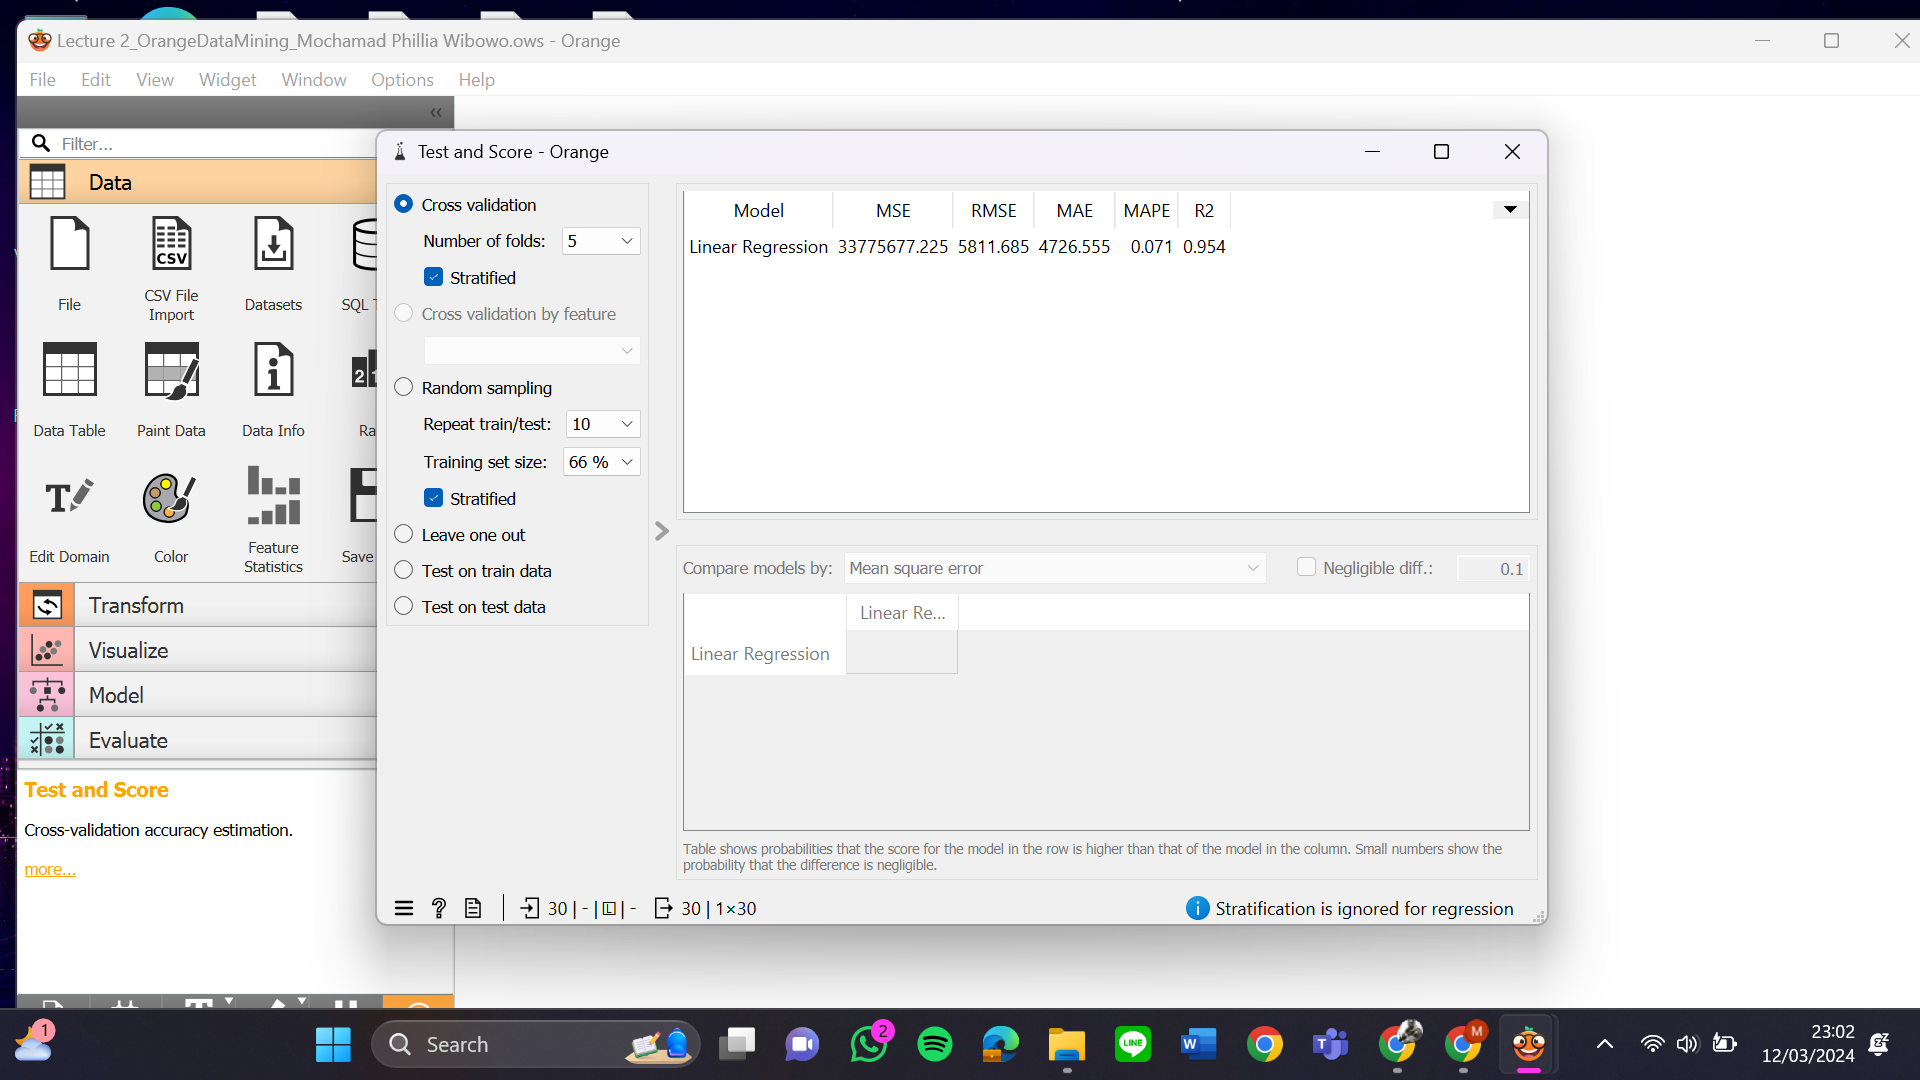 Lecture 2_OrangeDataMining_Mochamad Phillia Wibowo.ows - Orange
File Edit View Widget Window Options Help
Filter...
Data
File
CSV File Import
Datasets
SQL
Data Table
Paint Data
Data Info
Edit Domain
Color
Feature Statistics
Save
Transform
Visualize
Model
Evaluate
Test and Score
Cross-validation accuracy estimation.
more...
Test and Score - Orange
Cross validation
Number of folds: 5
Stratified
Cross validation by feature
Random sampling
Repeat train/test: 10
Training set size: 66 %
Stratified
Leave one out
Test on train data
Test on test data
Model MSE RMSE MAE MAPE R2
Linear Regression 33775677.225 5811.685 4726.555 0.071 0.954
Compare models by: Mean square error Negligible diff.: 0.1
Linear Re...
Linear Regression
Table shows probabilities that the score for the model in the row is higher than that of the model in the column. Small numbers show the
probability that the difference is negligible.
30 | - | - 30 | 1×30
Stratification is ignored for regression
1
Search
2
23:02
12/03/2024